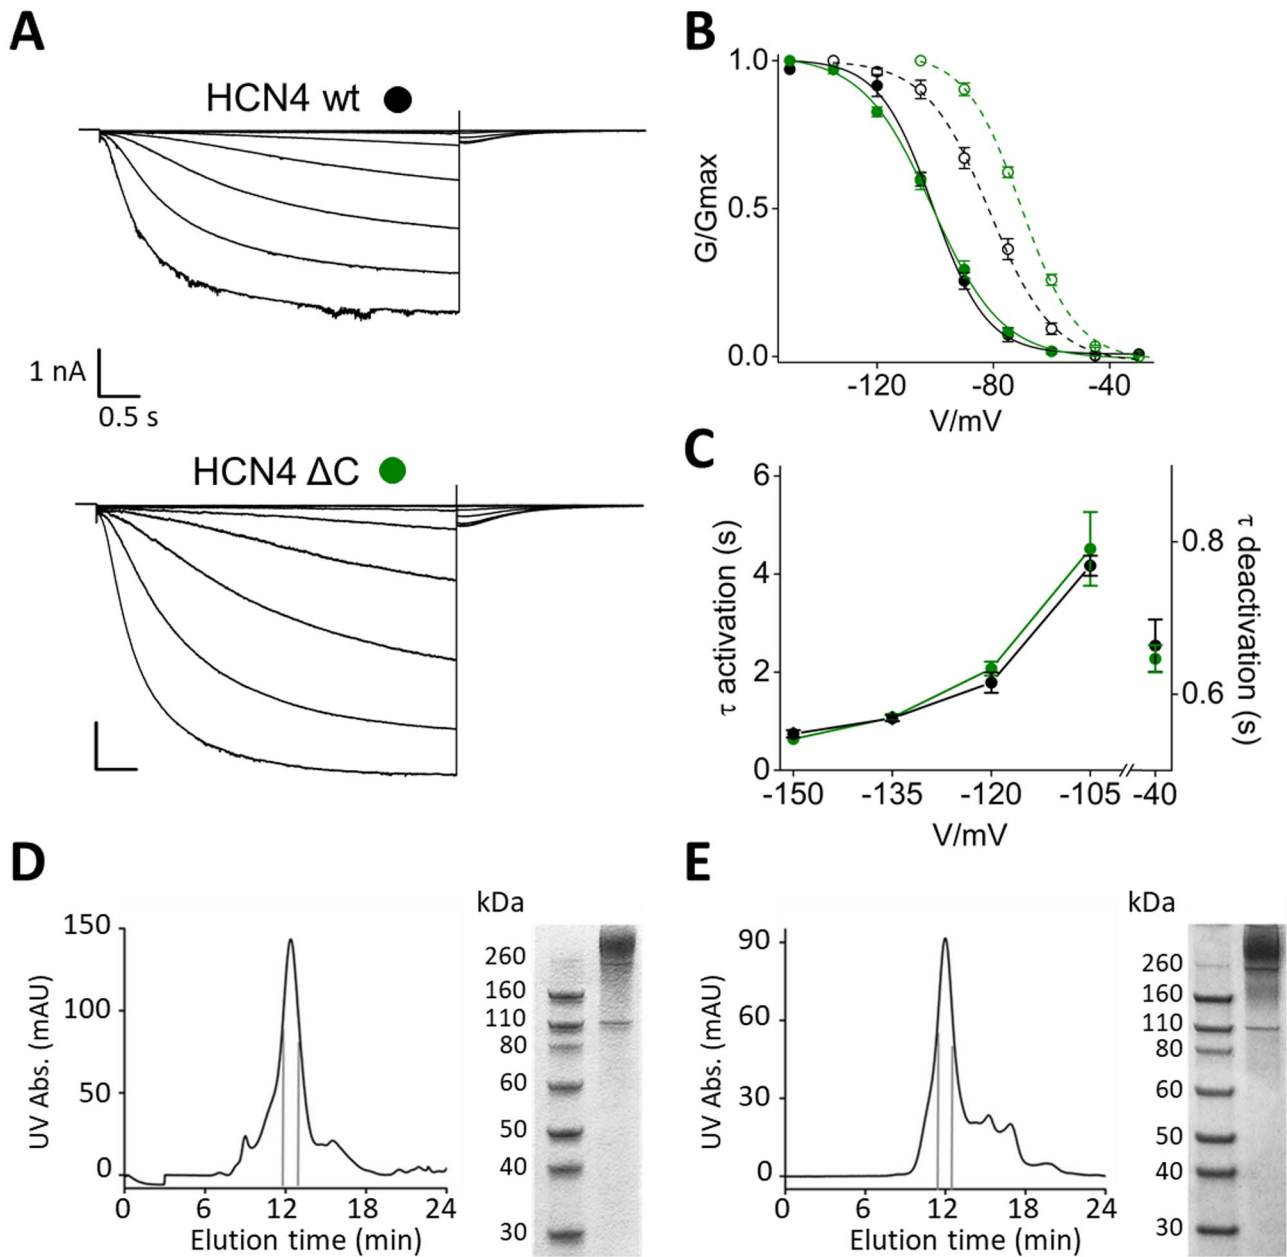 A
HCN4 wt
1 nA
0.5 s
HCN4 ΔC
B
G/Gmax
1.0
0.5
0.0
-120 -80 -40
V/mV
C
τ activation (s)
6
4
2
0
τ deactivation (s)
0.8
0.6
-150 -135 -120 -105 -40
V/mV
D
UV Abs. (mAU)
150
100
50
0
0 6 12 18 24
Elution time (min)
kDa
260
160
110
80
60
50
40
30
E
UV Abs. (mAU)
90
60
30
0
0 6 12 18 24
Elution time (min)
kDa
260
160
110
80
60
50
40
30